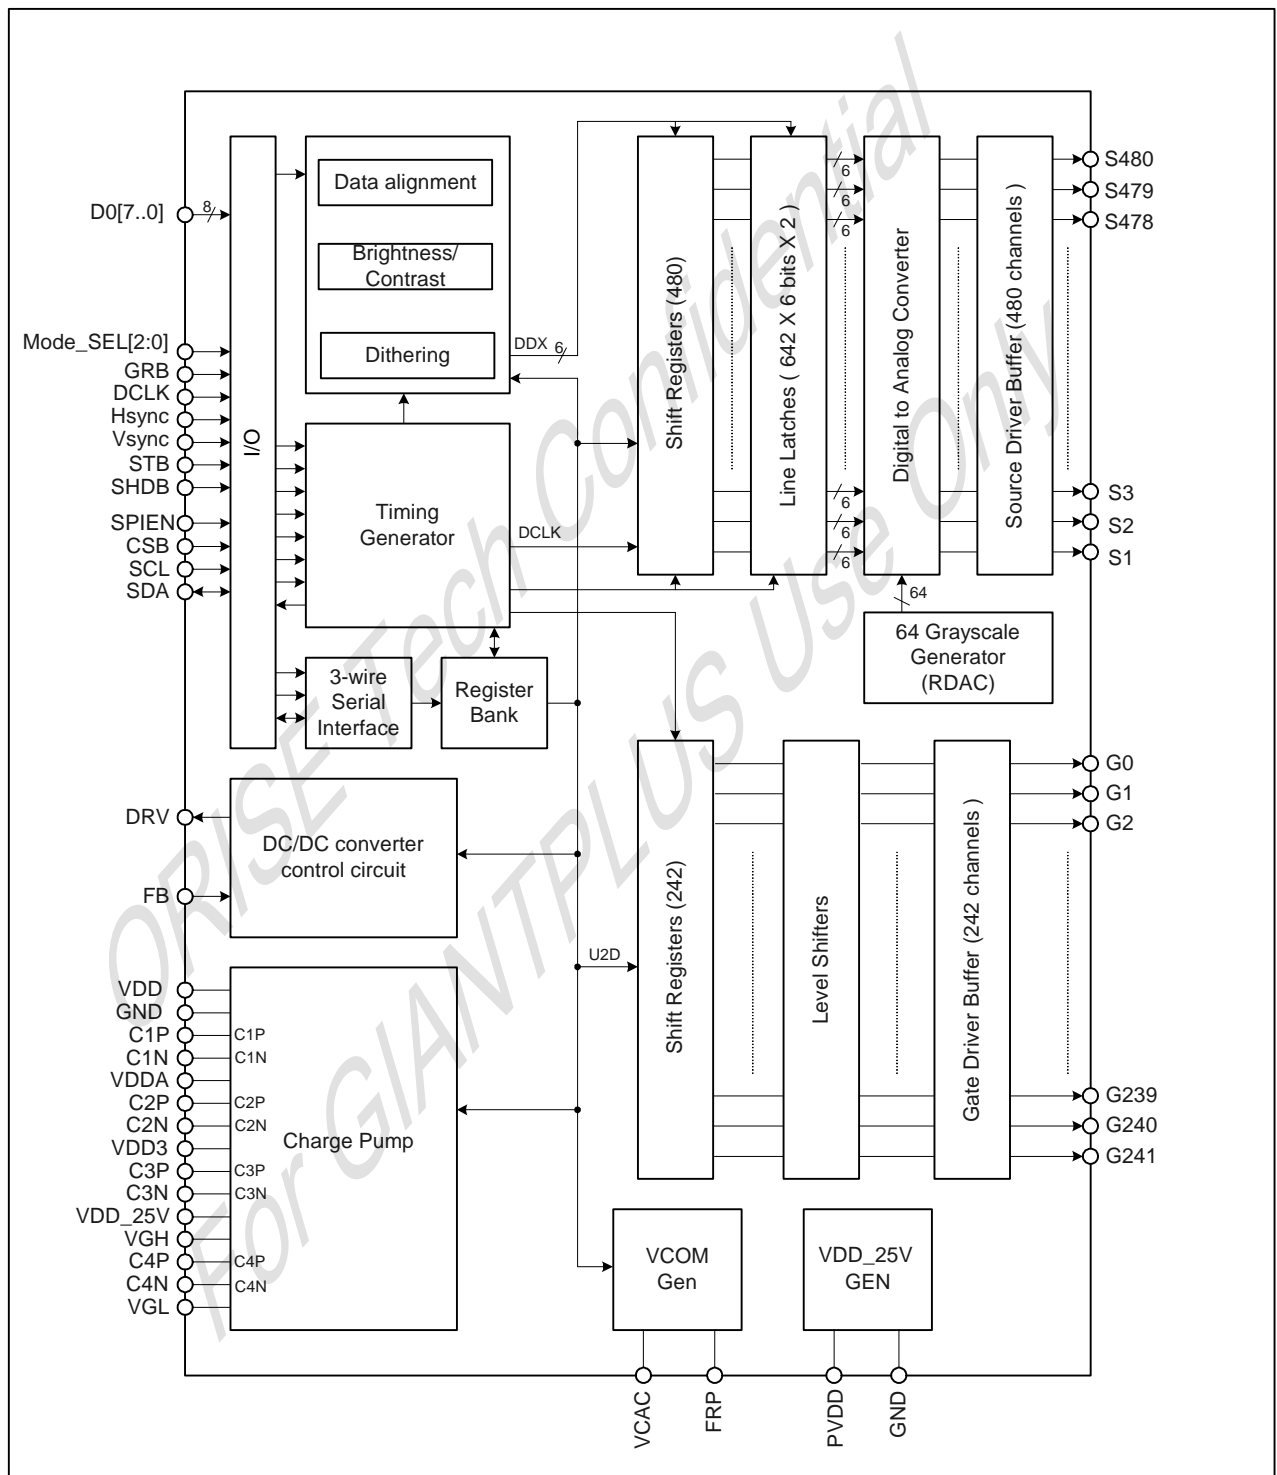 D0[7..0]
8
Mode_SEL[2:0]
GRB
DCLK
Hsync
Vsync
STB
SHDB
SPIEN
CSB
SCL
SDA
I/O
Data alignment
Brightness/
Contrast
Dithering
DDX
6
Timing
Generator
DCLK
3-wire
Serial
Interface
Register
Bank
Shift Registers (480)
Line Latches ( 642 X 6 bits X 2 )
6
6
6
6
6
6
Digital to Analog Converter
Source Driver Buffer (480 channels )
S480
S479
S478
S3
S2
S1
64
64 Grayscale
Generator
(RDAC)
DRV
FB
DC/DC converter
control circuit
U2D
Shift Registers (242)
Level Shifters
Gate Driver Buffer (242 channels )
G0
G1
G2
G239
G240
G241
VDD
GND
C1P
C1N
VDDA
C2P
C2N
VDD3
C3P
C3N
VDD_25V
VGH
C4P
C4N
VGL
C1P
C1N
C2P
C2N
C3P
C3N
C4P
C4N
Charge Pump
VCOM
Gen
VDD_25V
GEN
VCAC
FRP
PVDD
GND
ORISE Tech Confidential
For GIANTPLUS Use Only